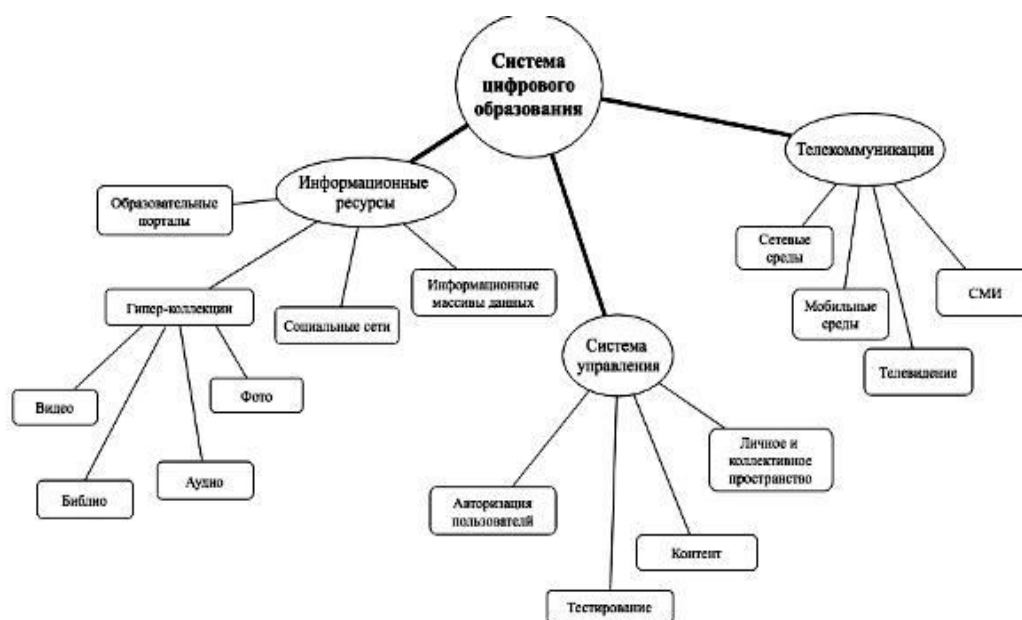 Система
цифрового
образования
Телекоммуникации
Информационные
ресурсы
Образовательные
порталы
Сетевые
среды
Информационные
массивы данных
СМИ
Гипер-коллекции
Социальные сети
Мобильные
среды
Система
управления
Телевидение
Видео
Фото
Личное и
коллективное
пространство
Библио
Аудио
Авторизация
пользователй
Контент
Тестирование